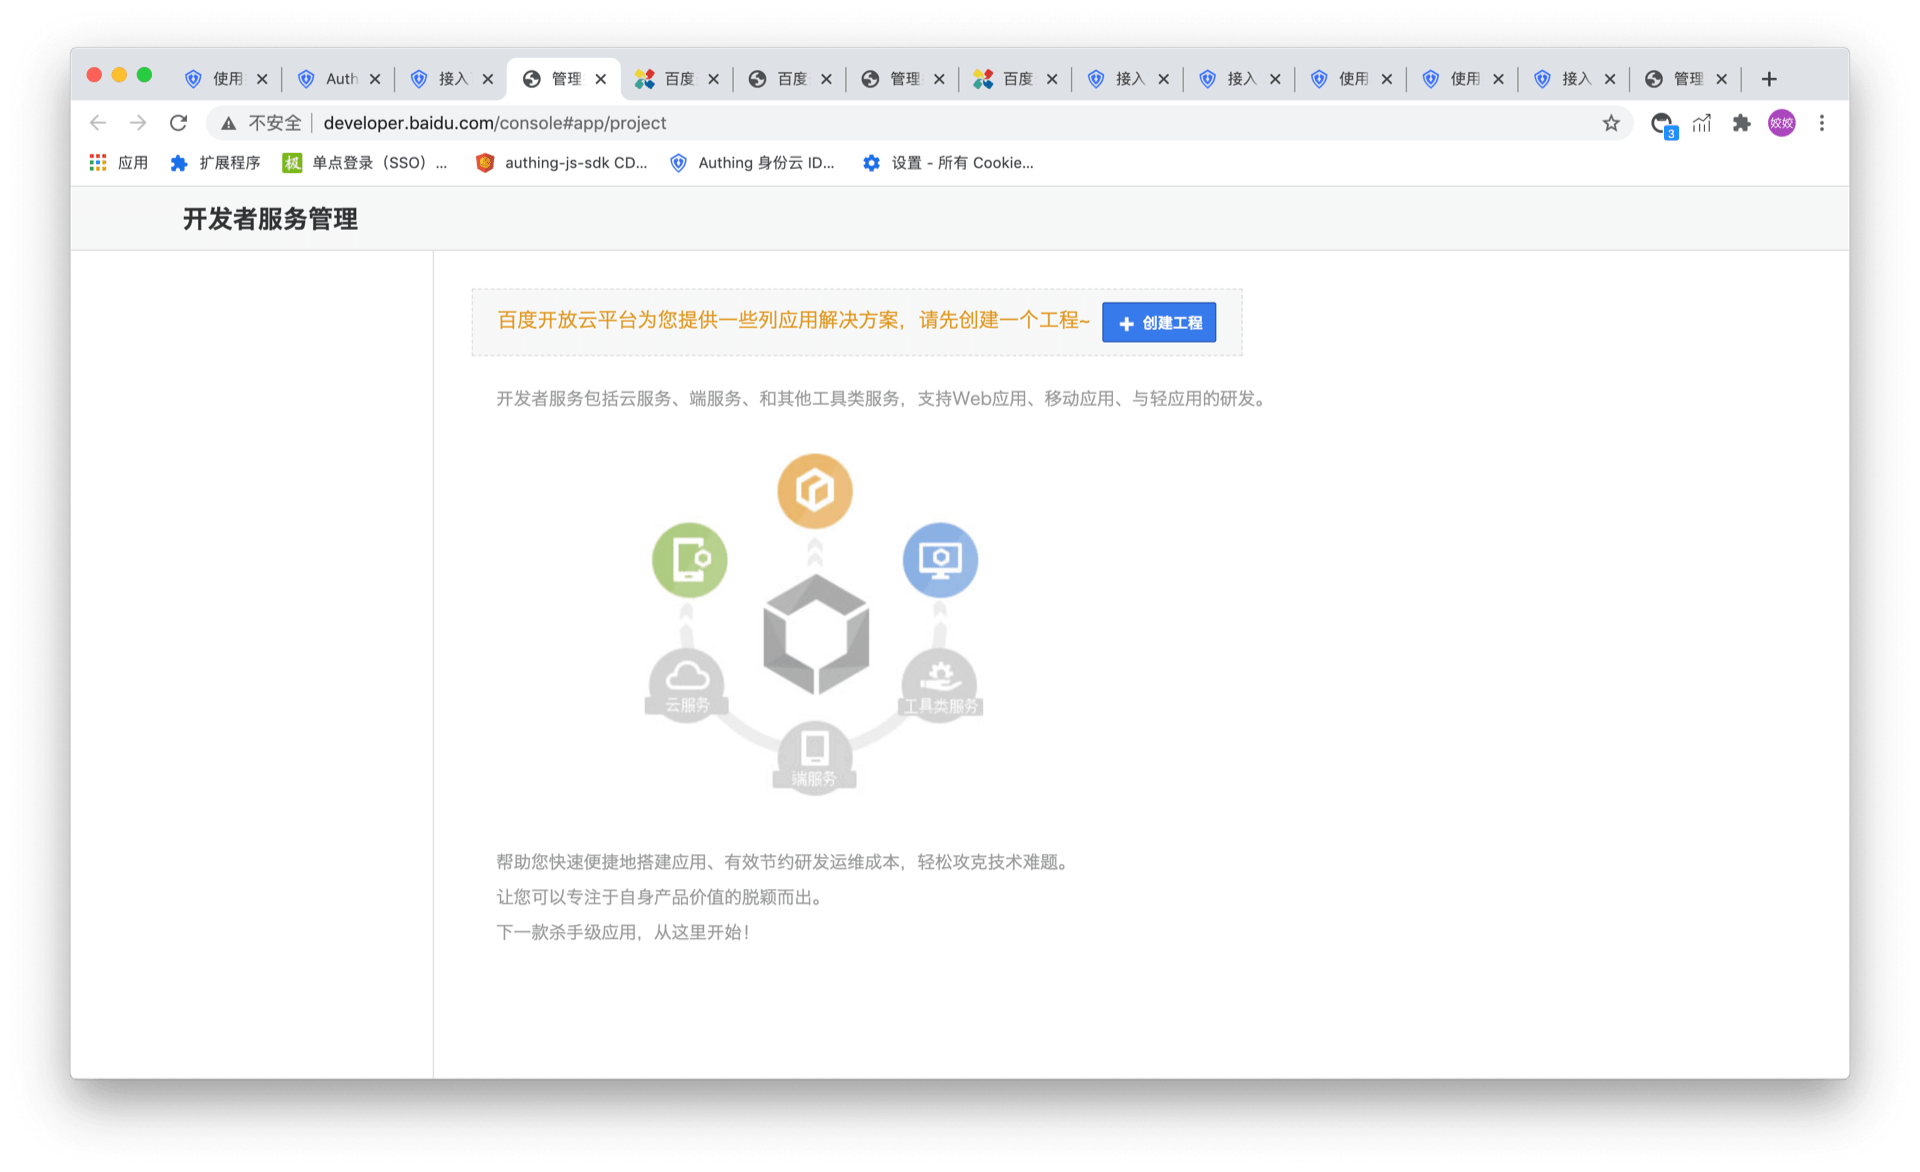 使用 Auth 接入 管理 百度 百度 管理 百度 接入 接入 使用 使用 接入 管理
不安全 developer.baidu.com/console#app/project 3 姣姣
应用 扩展程序 极 单点登录（SSO）... authing-js-sdk CD... Authing 身份云 ID... 设置 - 所有 Cookie...
开发者服务管理
百度开放云平台为您提供一些列应用解决方案，请先创建一个工程~ 创建工程
开发者服务包括云服务、端服务、和其他工具类服务，支持Web应用、移动应用、与轻应用的研发。
云服务
工具类服务
端服务
帮助您快速便捷地搭建应用、有效节约研发运维成本，轻松攻克技术难题。
让您可以专注于自身产品价值的脱颖而出。
下一款杀手级应用，从这里开始！